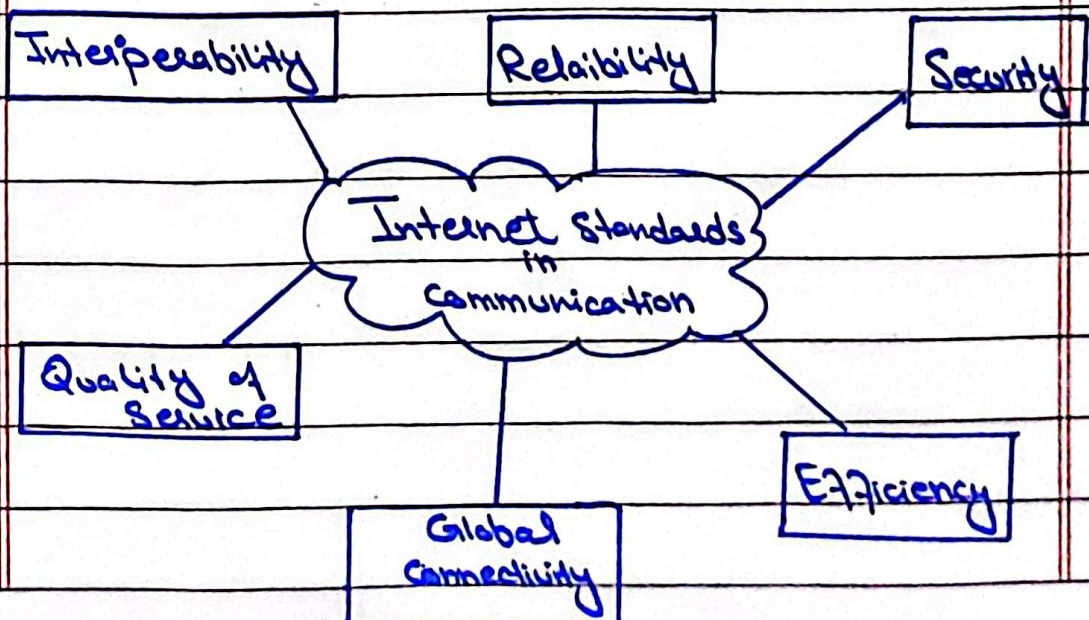 Interperability
Relaibility
Security
Internet Standards
in
communication
Quality of
Service
Efficiency
Global
connectivity